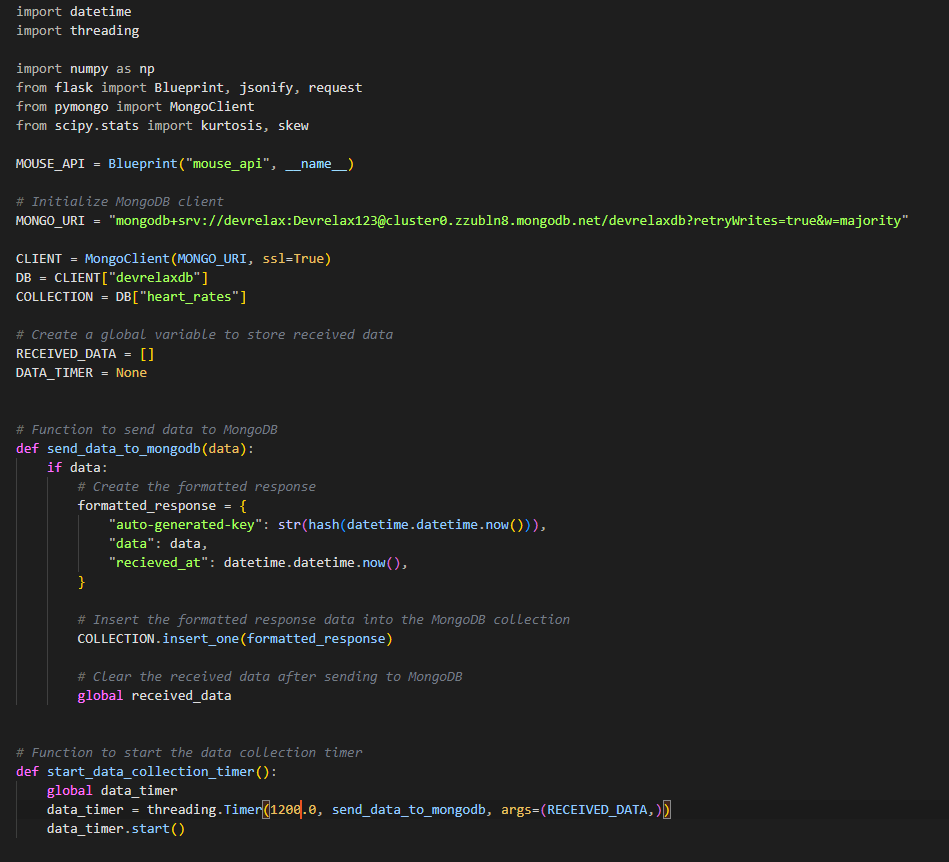 import datetime
import threading
import numpy as np
from flask import Blueprint, jsonify, request
from pymongo import MongoClient
from scipy.stats import kurtosis, skew
MOUSE_API = Blueprint("mouse_api", __name__)
# Initialize MongoDB client
MONGO_URI = "mongodb+srv://devrelax:Devrelax123@cluster0.zzubln8.mongodb.net/devrelaxdb?retryWrites=true&w=majority"
CLIENT = MongoClient(MONGO_URI, ssl=True)
DB = CLIENT["devrelaxdb"]
COLLECTION = DB["heart_rates"]
# Create a global variable to store received data
RECEIVED_DATA = []
DATA_TIMER = None
# Function to send data to MongoDB
def send_data_to_mongodb(data):
    if data:
        # Create the formatted response
        formatted_response = {
            "auto-generated-key": str(hash(datetime.datetime.now())),
            "data": data,
            "recieved_at": datetime.datetime.now(),
        }
        # Insert the formatted response data into the MongoDB collection
        COLLECTION.insert_one(formatted_response)
        # Clear the received data after sending to MongoDB
        global received_data
# Function to start the data collection timer
def start_data_collection_timer():
    global data_timer
    data_timer = threading.Timer(1200.0, send_data_to_mongodb, args=(RECEIVED_DATA,))
    data_timer.start()